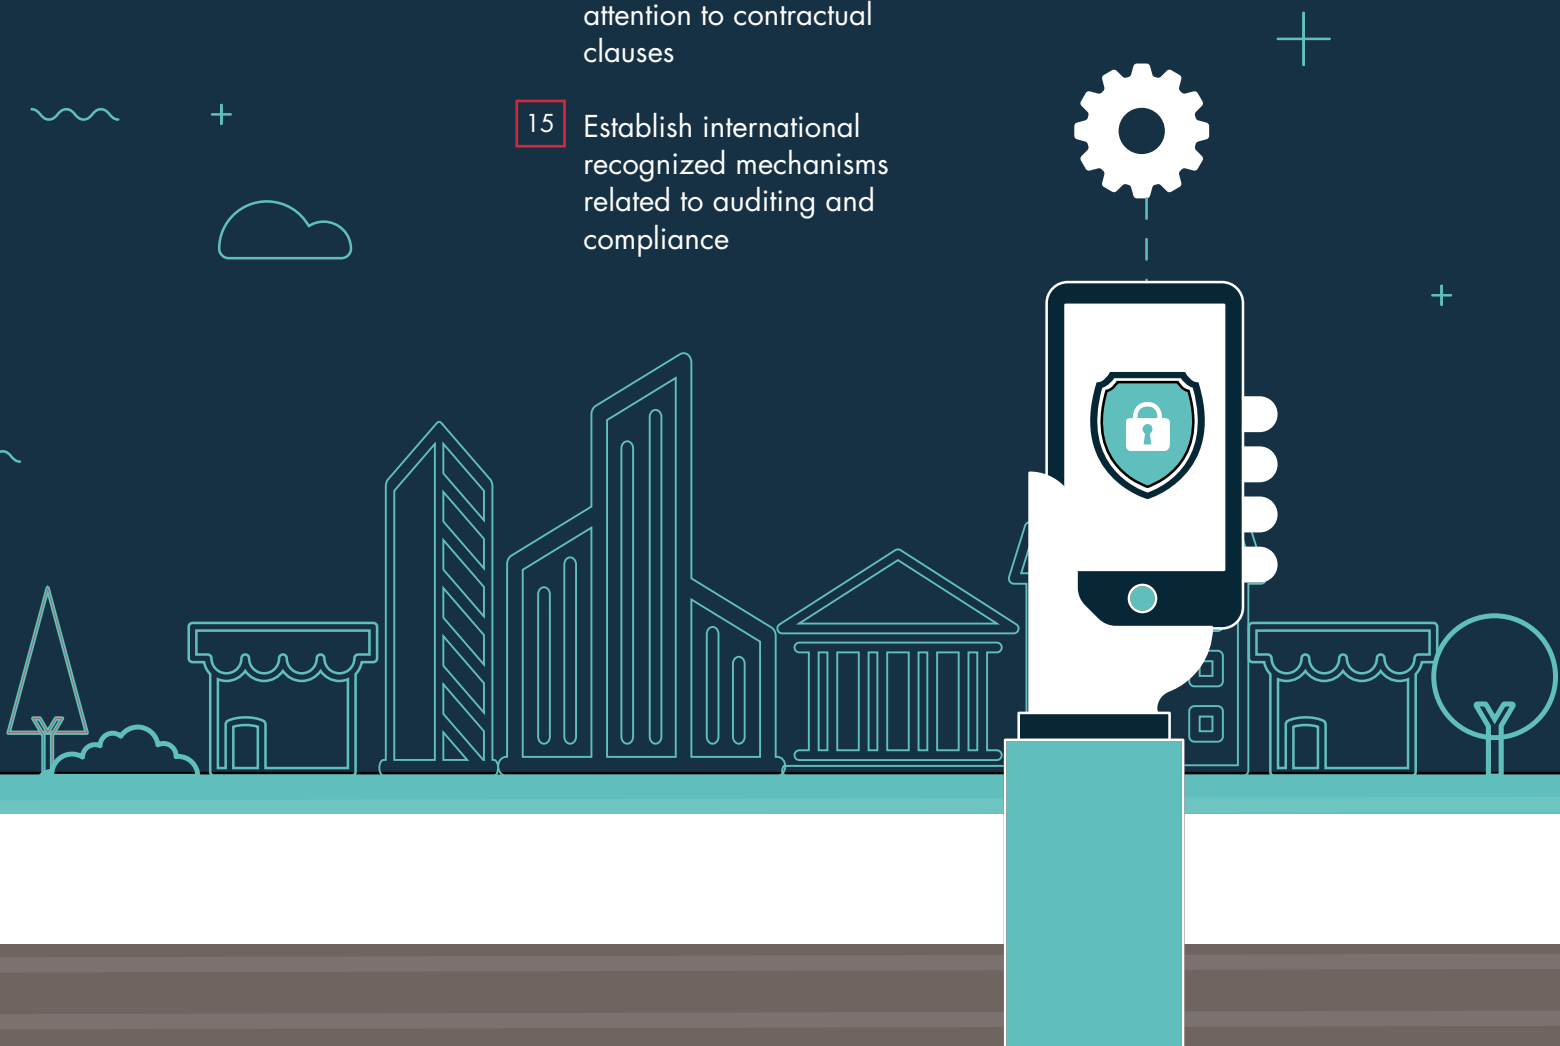 attention to contractual
clauses
15 Establish international
recognized mechanisms
related to auditing and
compliance